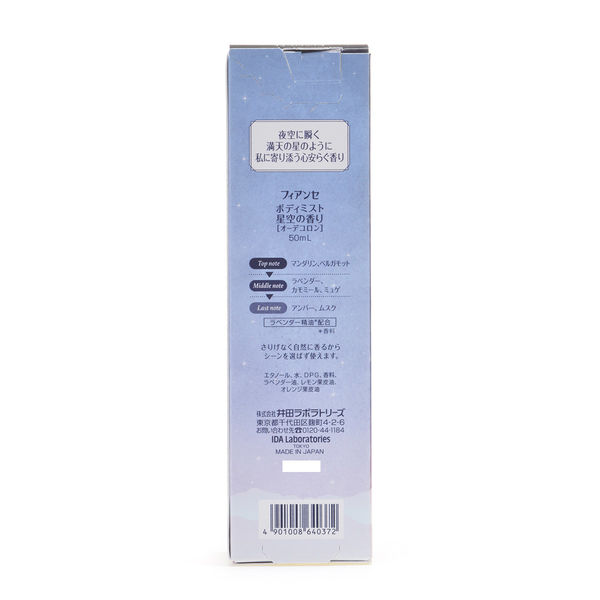 夜空に瞬く
満天の星のように
私に寄り添う心安らぐ香り
フィアンセ
ボディミスト
星空の香り
[オーデコロン]
50mL
Top note マンダリン、ベルガモット
Middle note ラベンダー、
カモミール、ミュゲ
Last note アンバー、ムスク
ラベンダー精油*配合
*香料
さりげなく自然に香るから
シーンを選ばず使えます。
エタノール、水、DPG、香料、
ラベンダー油、レモン果皮油、
オレンジ果皮油
株式会社 井田ラボラトリーズ
東京都千代田区麹町4-2-6
お問い合わせ先☎0120-44-1184
IDA Laboratories
TOKYO
MADE IN JAPAN
4 901008 640372